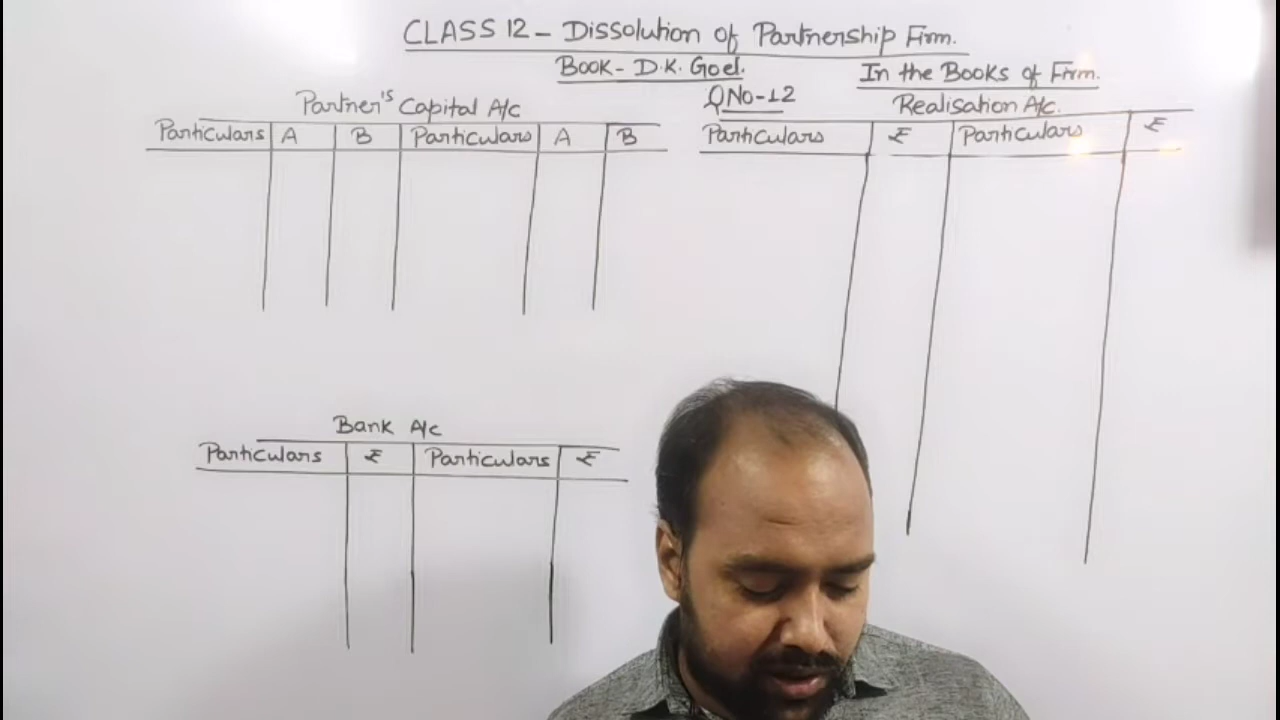 CLASS 12 - Dissolution of Partnership Firm.
Book - D.K. Goel.
In the Books of Firm.
Partner's Capital A/c
Particulars A B Particulars A B
QNo-12
Realisation A/c.
Particulars ₹ Particulars ₹
Bank A/c
Particulars ₹ Particulars ₹